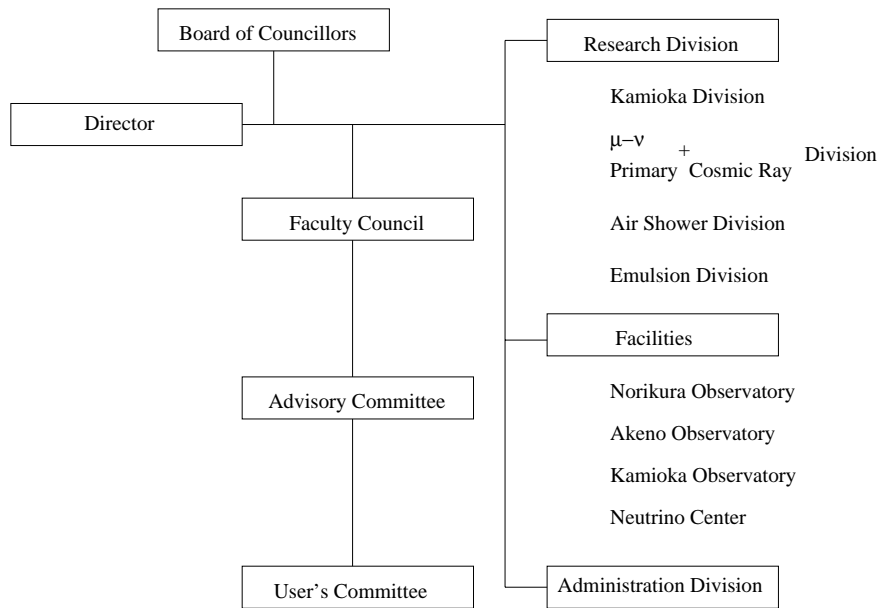 Board of Councillors
Director
Faculty Council
Advisory Committee
User's Committee
Research Division
Kamioka Division
μ−ν
+
Primary Cosmic Ray
Division
Air Shower Division
Emulsion Division
Facilities
Norikura Observatory
Akeno Observatory
Kamioka Observatory
Neutrino Center
Administration Division